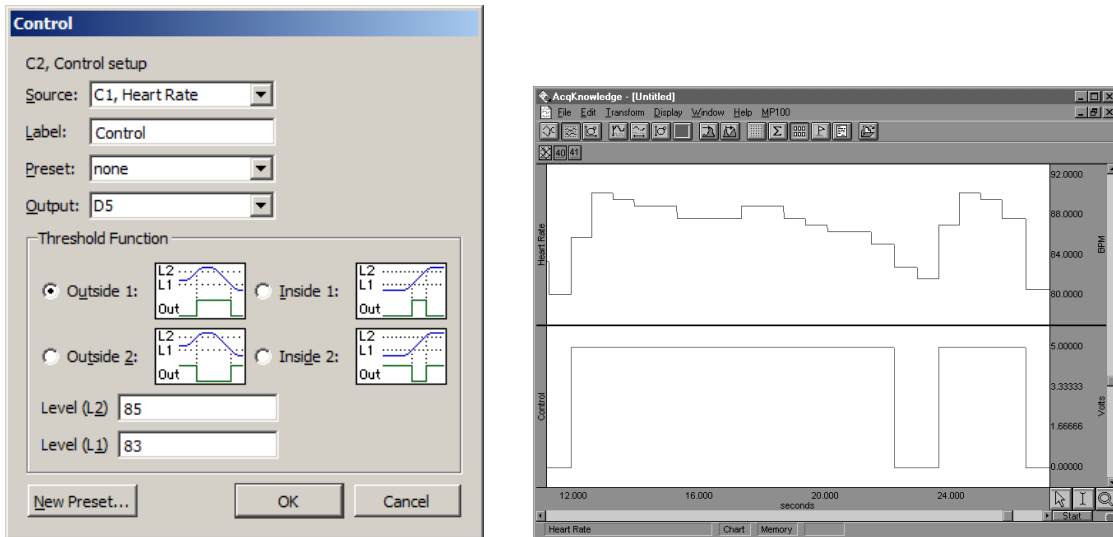 Control
C2, Control setup
Source: C1, Heart Rate
Label: Control
Preset: none
Output: D5
Threshold Function
Outside 1: L2 L1 Out Inside 1: L2 L1 Out
Outside 2: L2 L1 Out Inside 2: L2 L1 Out
Level (L2) 85
Level (L1) 83
New Preset... OK Cancel
AcqKnowledge - [Untitled]
File Edit Transform Display Window Help MP100
40 41
Heart Rate
92.0000
88.0000
84.0000
80.0000
BPM
Control
5.00000
3.33333
1.66666
0.00000
Volts
12.000 16.000 20.000 24.000
seconds
Start
Heart Rate Chart Memory